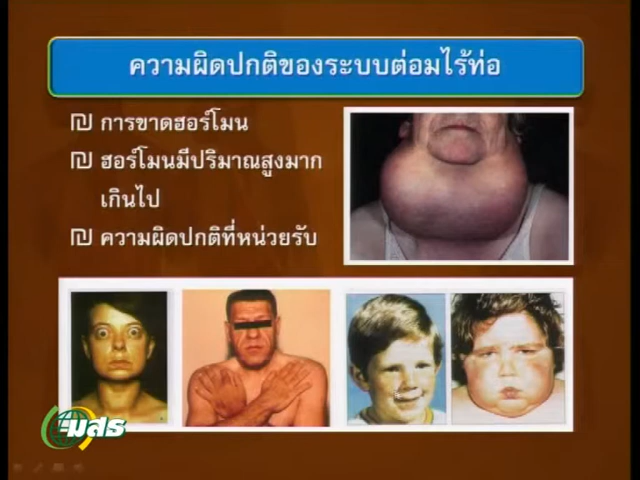 ความผิดปกติของระบบต่อมไร้ท่อ
การขาดฮอร์โมน
ฮอร์โมนมีปริมาณสูงมาก
เกินไป
ความผิดปกติที่หน่วยรับ
มสธ